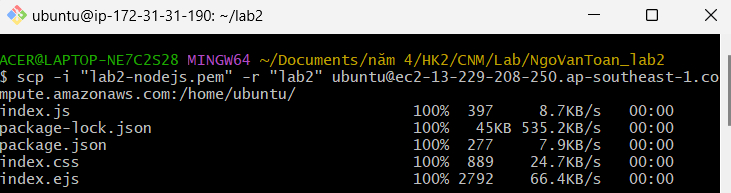 ubuntu@ip-172-31-31-190: ~/lab2
ACER@LAPTOP-NE7C2S28 MINGW64 ~/Documents/năm 4/HK2/CNM/Lab/NgoVanToan_lab2
$ scp -i "lab2-nodejs.pem" -r "lab2" ubuntu@ec2-13-229-208-250.ap-southeast-1.co
mpute.amazonaws.com:/home/ubuntu/
index.js 100% 397 8.7KB/s 00:00
package-lock.json 100% 45KB 535.2KB/s 00:00
package.json 100% 277 7.9KB/s 00:00
index.css 100% 889 24.7KB/s 00:00
index.ejs 100% 2792 66.4KB/s 00:00